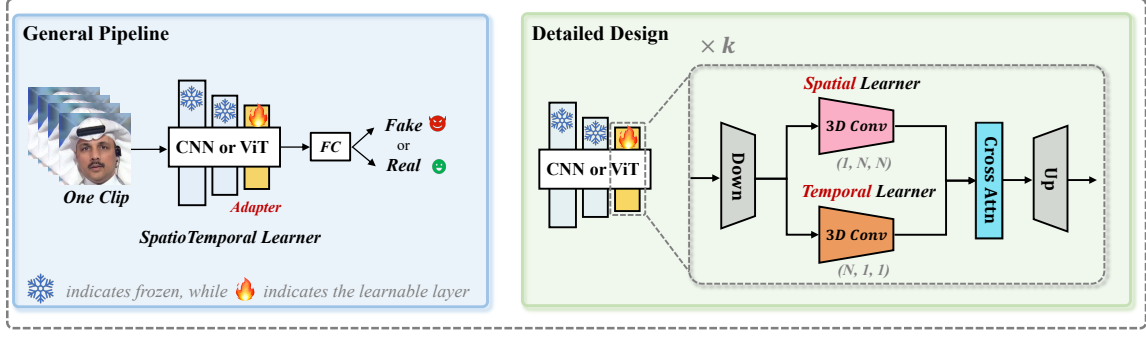 General Pipeline
CNN or ViT
FC
Fake
or
Real
One Clip
Adapter
SpatioTemporal Learner
indicates frozen, while indicates the learnable layer
Detailed Design
× k
CNN or ViT
Down
Spatial Learner
3D Conv
(1, N, N)
Temporal Learner
3D Conv
(N, 1, 1)
Cross Attn
Up